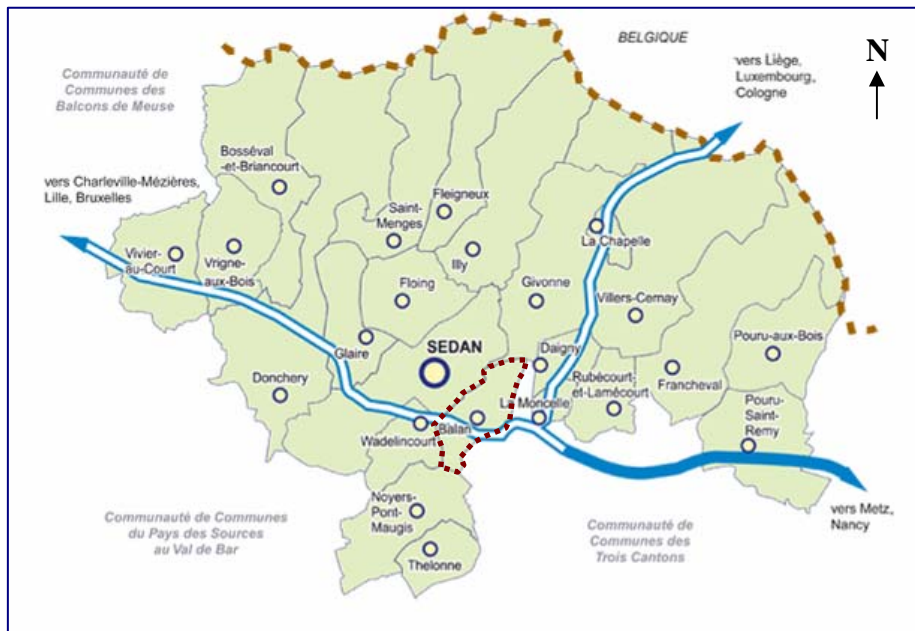 BELGIQUE
N
vers Liège,
Luxembourg,
Cologne
Communauté de
Communes des
Balcons de Meuse
Bosséval
-et-Briancourt
vers Charleville-Mézières,
Lille, Bruxelles
Saint-
Menges
Fleigneux
Vivier-
au-Court
Vrigne-
aux-Bois
Illy
La Chapelle
Floing
Givonne
Villers-Cernay
Glaire
SEDAN
Daigny
Pouru-aux-Bois
Donchery
Rubécourt-
et-Lamécourt
Francheval
La Moncelle
Pouru-
Saint-
Remy
Balan
Wadelincourt
Noyers-
Pont-
Maugis
Communauté de Communes
du Pays des Sources
au Val de Bar
Communauté de
Communes des
Trois Cantons
vers Metz,
Nancy
Thelonne